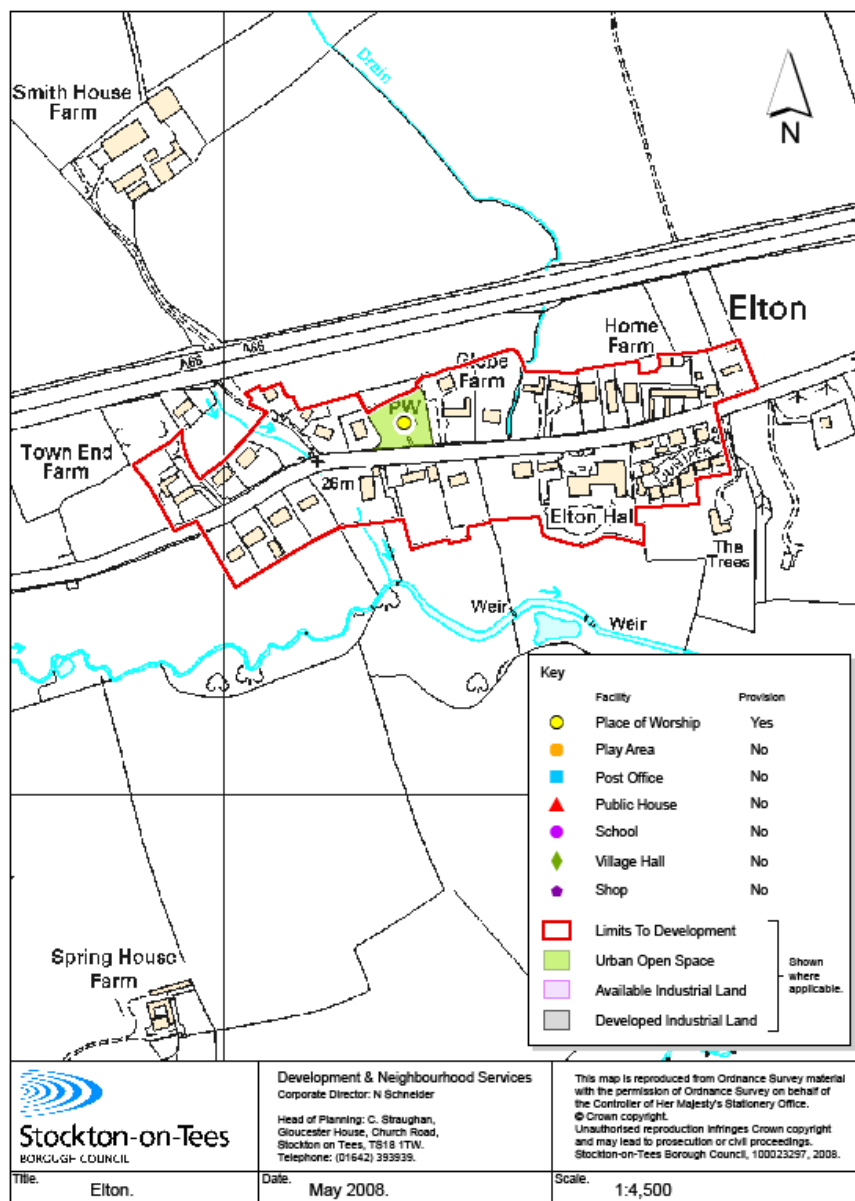 Smith House
Farm
Drain
N
A66
A66
Elton
Home
Farm
Glebe
Farm
PW
Town End
Farm
26m
JUNIPER
Elton Hall
The
Trees
Weir
Weir
Key
Facility Provision
Place of Worship Yes
Play Area No
Post Office No
Public House No
School No
Village Hall No
Shop No
Limits To Development
Urban Open Space
Available Industrial Land
Developed Industrial Land
Shown
where
applicable.
Spring House
Farm
Stockton-on-Tees
BOROUGH COUNCIL
Development & Neighbourhood Services
Corporate Director: N Schneider
Head of Planning: C. Straughan,
Gloucester House, Church Road,
Stockton on Tees, TS18 1TW.
Telephone: (01642) 393939.
This map is reproduced from Ordnance Survey material
with the permission of Ordnance Survey on behalf of
the Controller of Her Majesty's Stationery Office.
© Crown copyright.
Unauthorised reproduction infringes Crown copyright
and may lead to prosecution or civil proceedings.
Stockton-on-Tees Borough Council, 100023297, 2008.
Title. Elton.
Date. May 2008.
Scale. 1:4,500